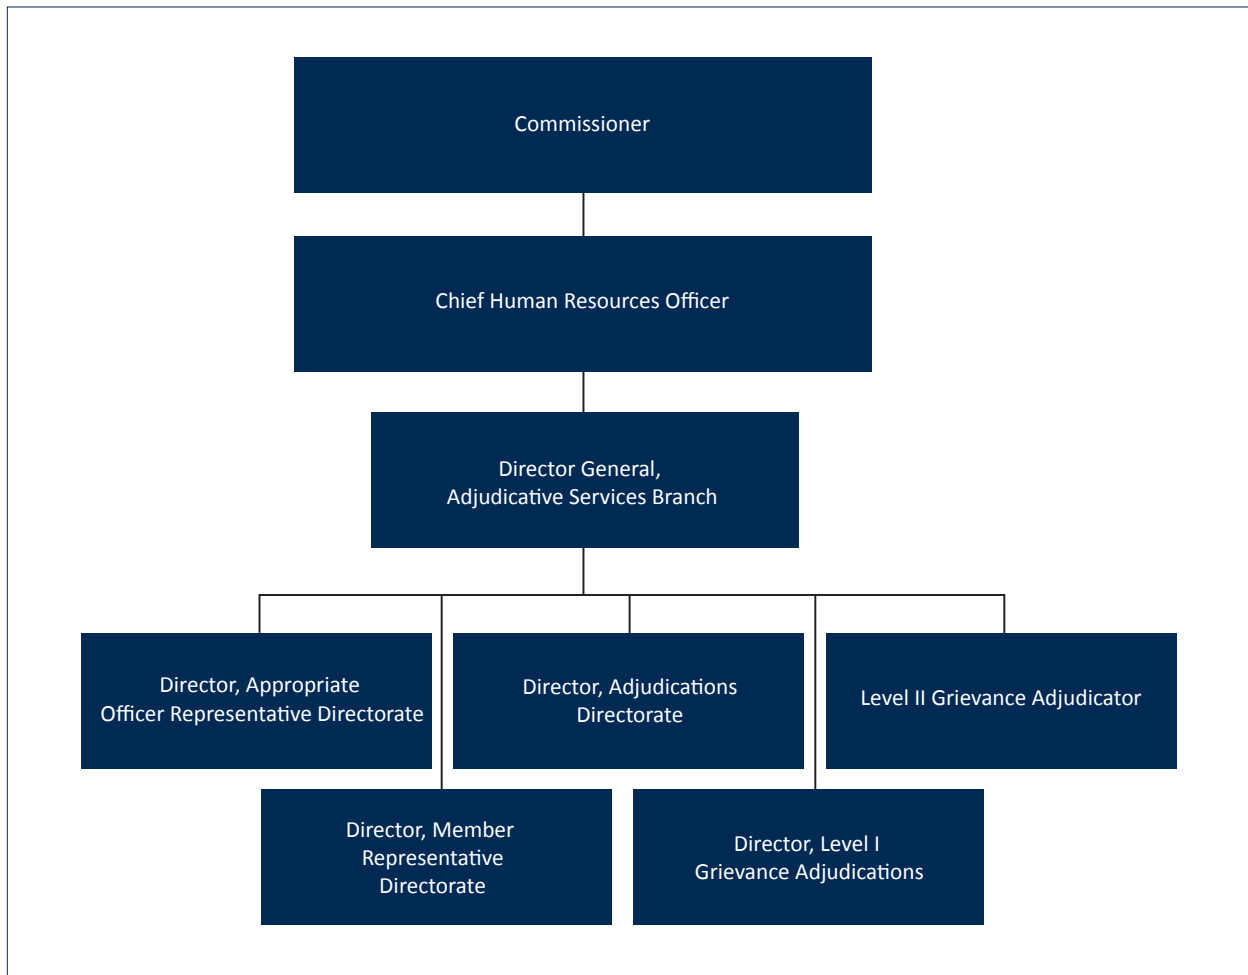 Commissioner
Chief Human Resources Officer
Director General,
Adjudicative Services Branch
Director, Appropriate
Officer Representative Directorate
Director, Adjudications
Directorate
Level II Grievance Adjudicator
Director, Member
Representative
Directorate
Director, Level I
Grievance Adjudications